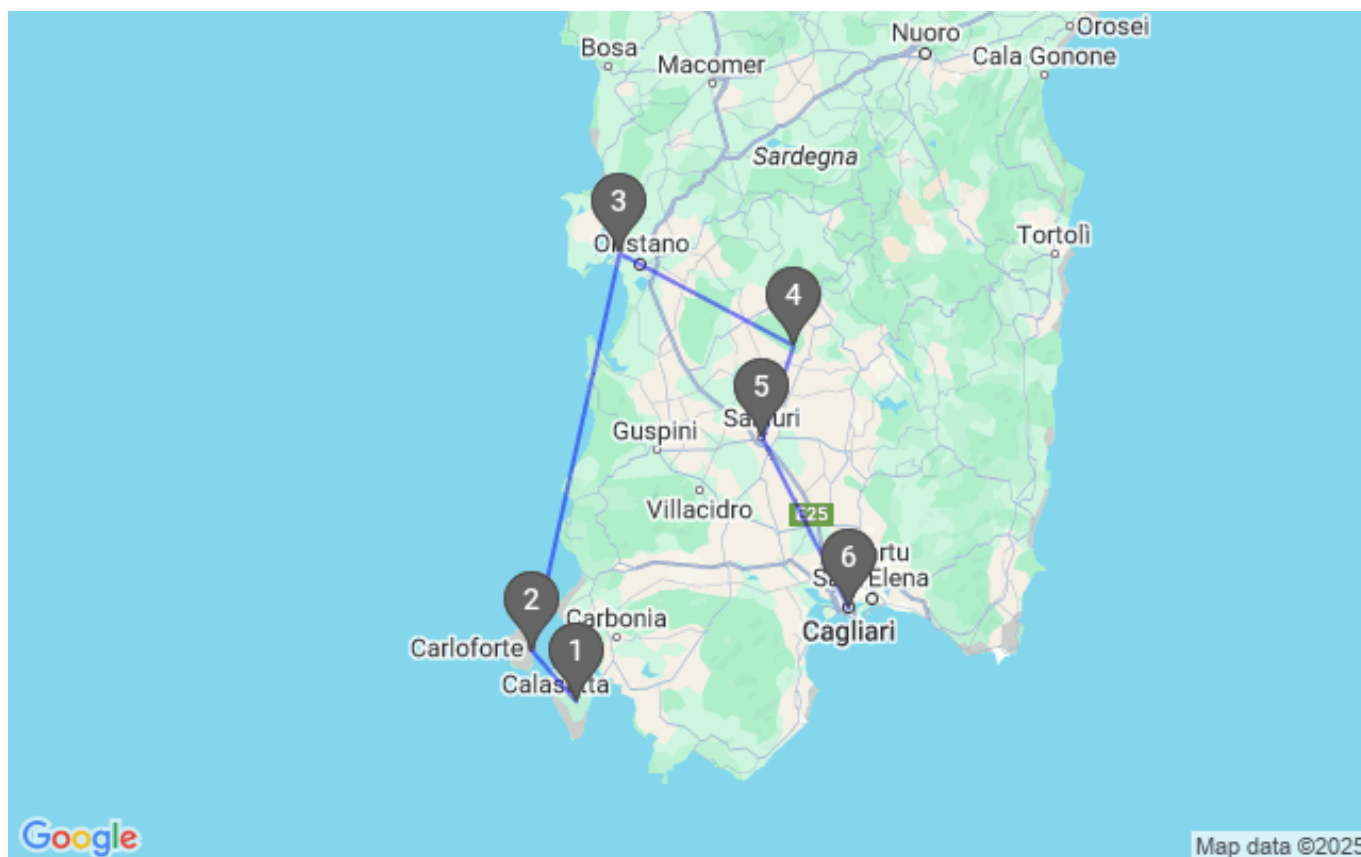 Nuoro
Orosei
Bosa
Macomer
Cala Gonone
Sardegna
3
Tortolì
4
5
Guspini
Villacidro
E25
6
Elena
2
Carbonia
Cagliari
Carloforte
1
Google
Map data ©2025